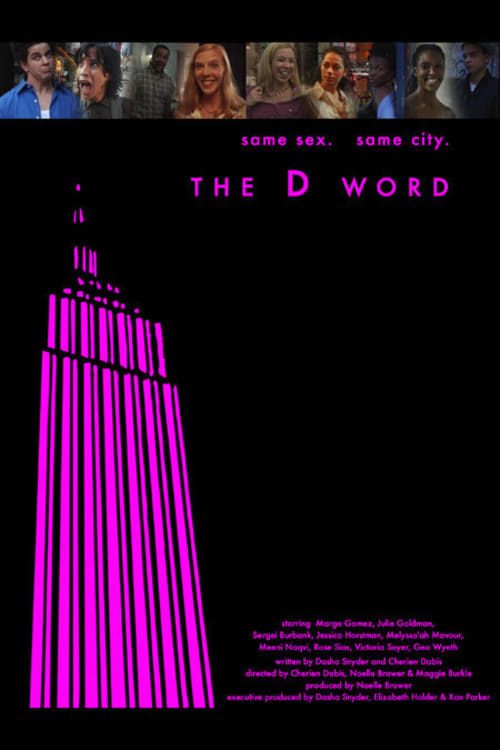 same sex. same city.
THE D WORD
starring Marga Gomez, Julie Goldman,
Sergei Burbank, Jessica Horstman, Melyssa'ah Mavour,
Meeni Naqvi, Rose Sias, Victoria Soyer, Geo Wyeth
written by Dasha Snyder and Cherien Dabis
directed by Cherien Dabis, Noelle Brower & Maggie Burkle
produced by Noelle Brower
executive produced by Dasha Snyder, Elizabeth Holder & Xan Parker